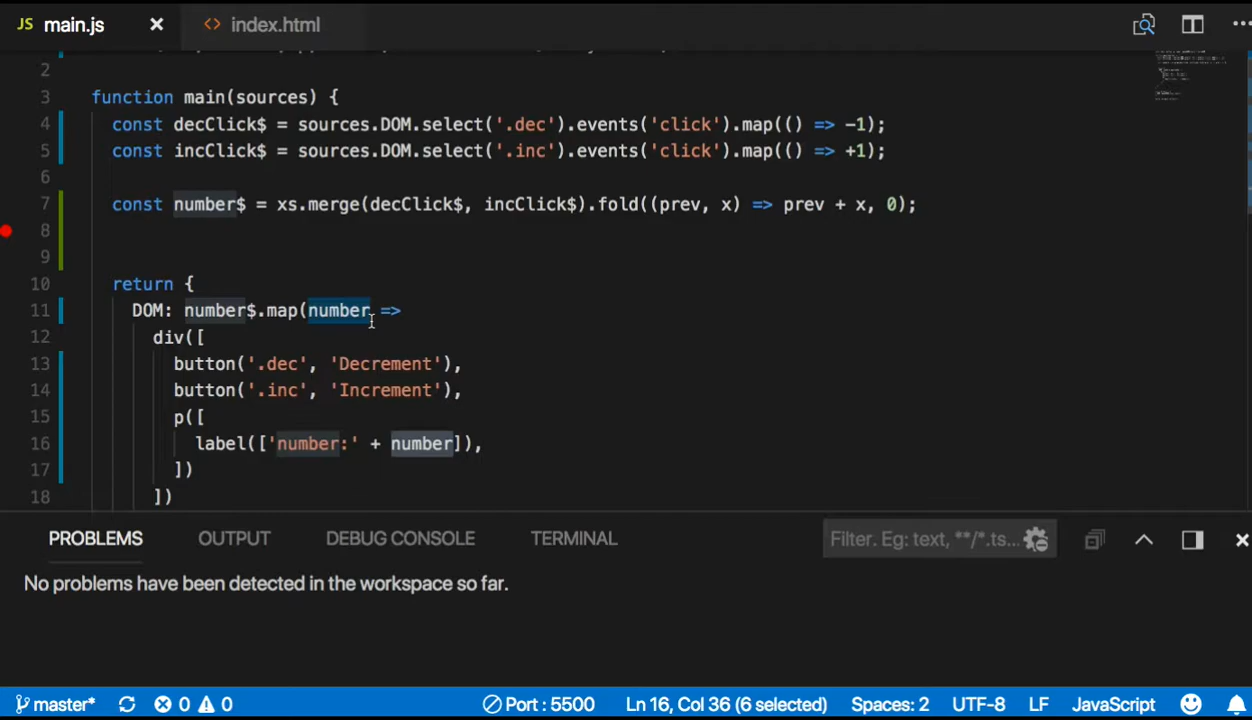 JS main.js
<> index.html
2
3 function main(sources) {
4 const decClick$ = sources.DOM.select('.dec').events('click').map(() => -1);
5 const incClick$ = sources.DOM.select('.inc').events('click').map(() => +1);
6
7 const number$ = xs.merge(decClick$, incClick$).fold((prev, x) => prev + x, 0);
8
9
10 return {
11 DOM: number$.map(number =>
12 div([
13 button('.dec', 'Decrement'),
14 button('.inc', 'Increment'),
15 p([
16 label(['number:' + number]),
17 ])
18 ])
PROBLEMS OUTPUT DEBUG CONSOLE TERMINAL Filter. Eg: text, **/*.ts...
No problems have been detected in the workspace so far.
master* 0 0 Port : 5500 Ln 16, Col 36 (6 selected) Spaces: 2 UTF-8 LF JavaScript